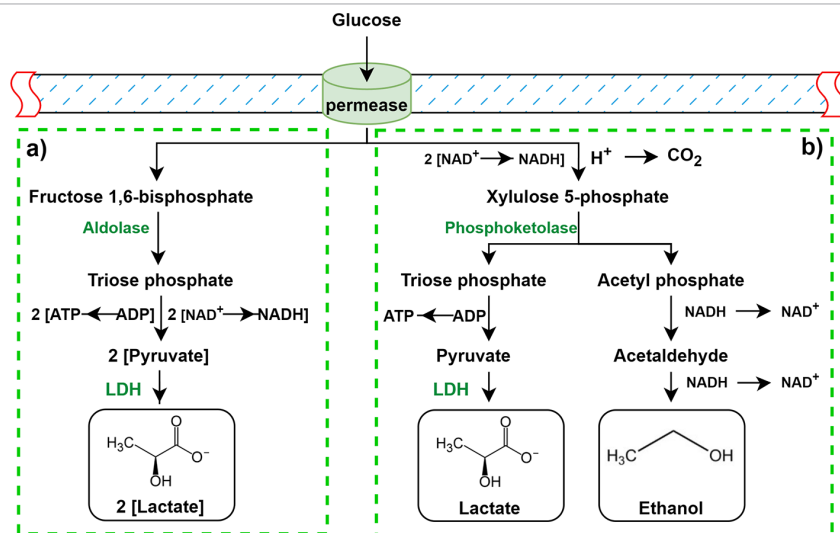 Glucose
permease
a)
Fructose 1,6-bisphosphate
Aldolase
Triose phosphate
2 [ATP ADP] 2 [NAD⁺ NADH]
2 [Pyruvate]
LDH
H₃C O O⁻ OH
2 [Lactate]
b)
2 [NAD⁺ NADH] H⁺ CO₂
Xylulose 5-phosphate
Phosphoketolase
Triose phosphate
ATP ADP
Pyruvate
LDH
H₃C O O⁻ OH
Lactate
Acetyl phosphate
NADH NAD⁺
Acetaldehyde
NADH NAD⁺
H₃C OH
Ethanol